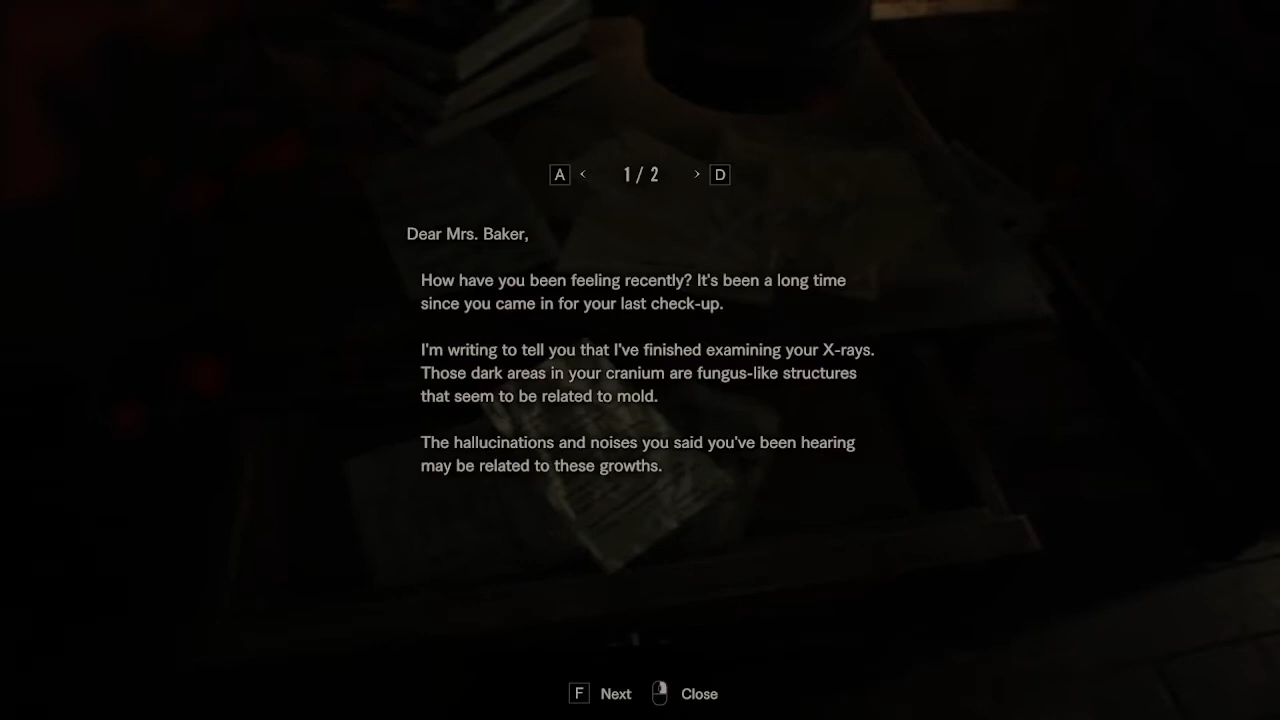 A < 1 / 2 > D
Dear Mrs. Baker,
How have you been feeling recently? It's been a long time
since you came in for your last check-up.
I'm writing to tell you that I've finished examining your X-rays.
Those dark areas in your cranium are fungus-like structures
that seem to be related to mold.
The hallucinations and noises you said you've been hearing
may be related to these growths.
F Next Close